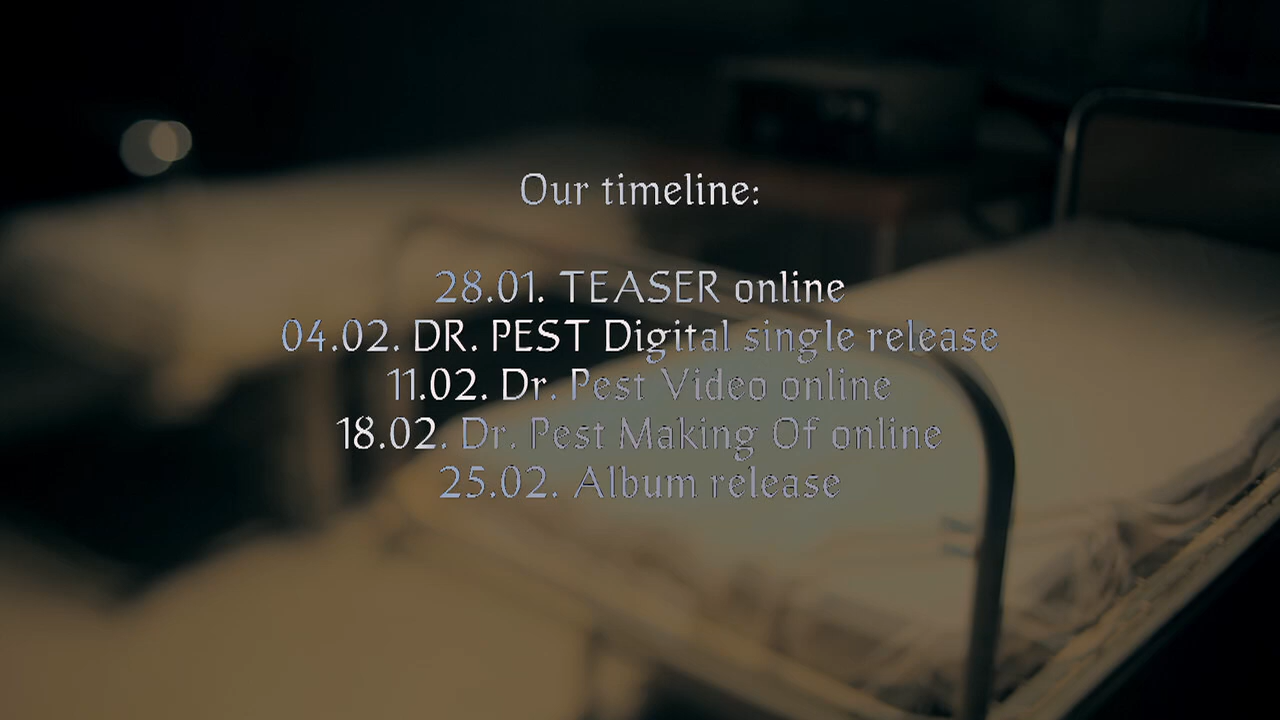 Our timeline:
28.01. TEASER online
04.02. DR. PEST Digital single release
11.02. Dr. Pest Video online
18.02. Dr. Pest Making Of online
25.02. Album release